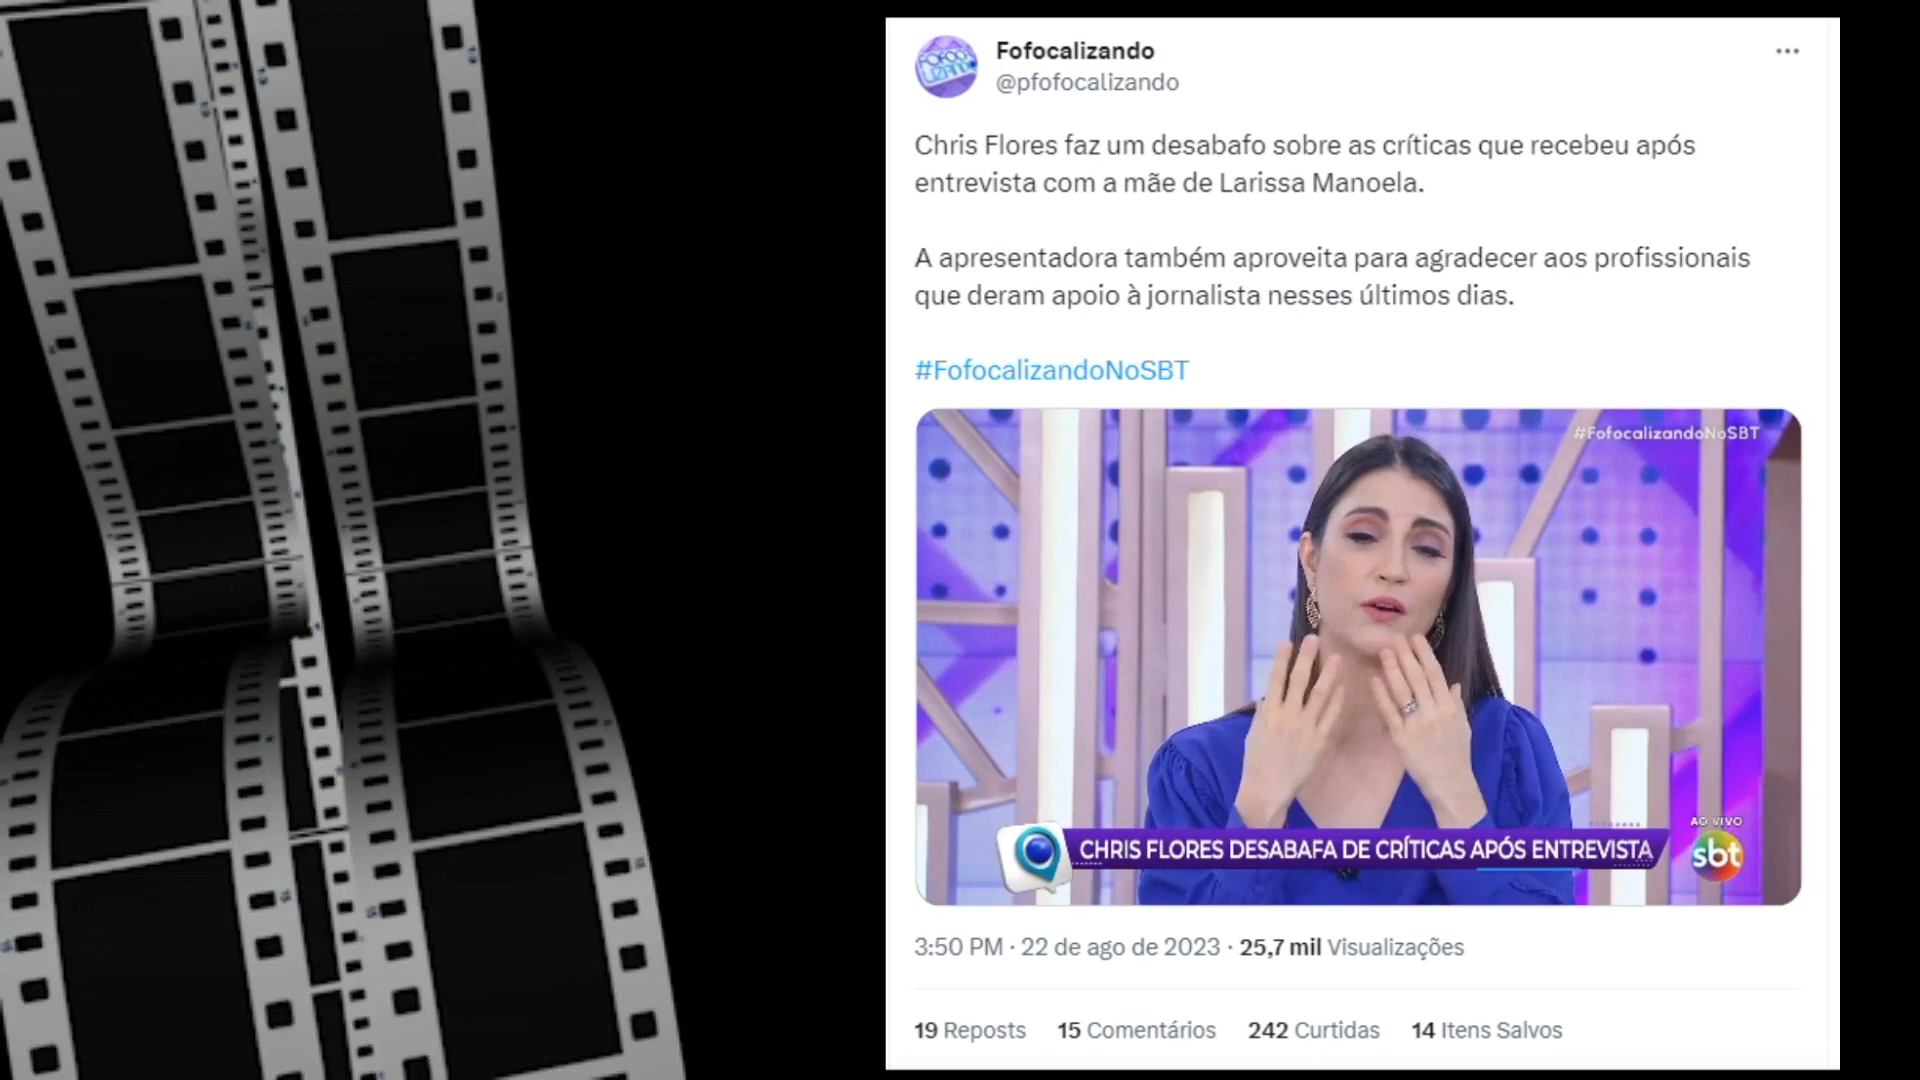 Fofocalizando
@pfofocalizando
Chris Flores faz um desabafo sobre as críticas que recebeu após
entrevista com a mãe de Larissa Manoela.
A apresentadora também aproveita para agradecer aos profissionais
que deram apoio à jornalista nesses últimos dias.
#FofocalizandoNoSBT
#FofocalizandoNoSBT
CHRIS FLORES DESABAFA DE CRÍTICAS APÓS ENTREVISTA
AO VIVO
sbt
3:50 PM · 22 de ago de 2023 · 25,7 mil Visualizações
19 Reposts 15 Comentários 242 Curtidas 14 Itens Salvos